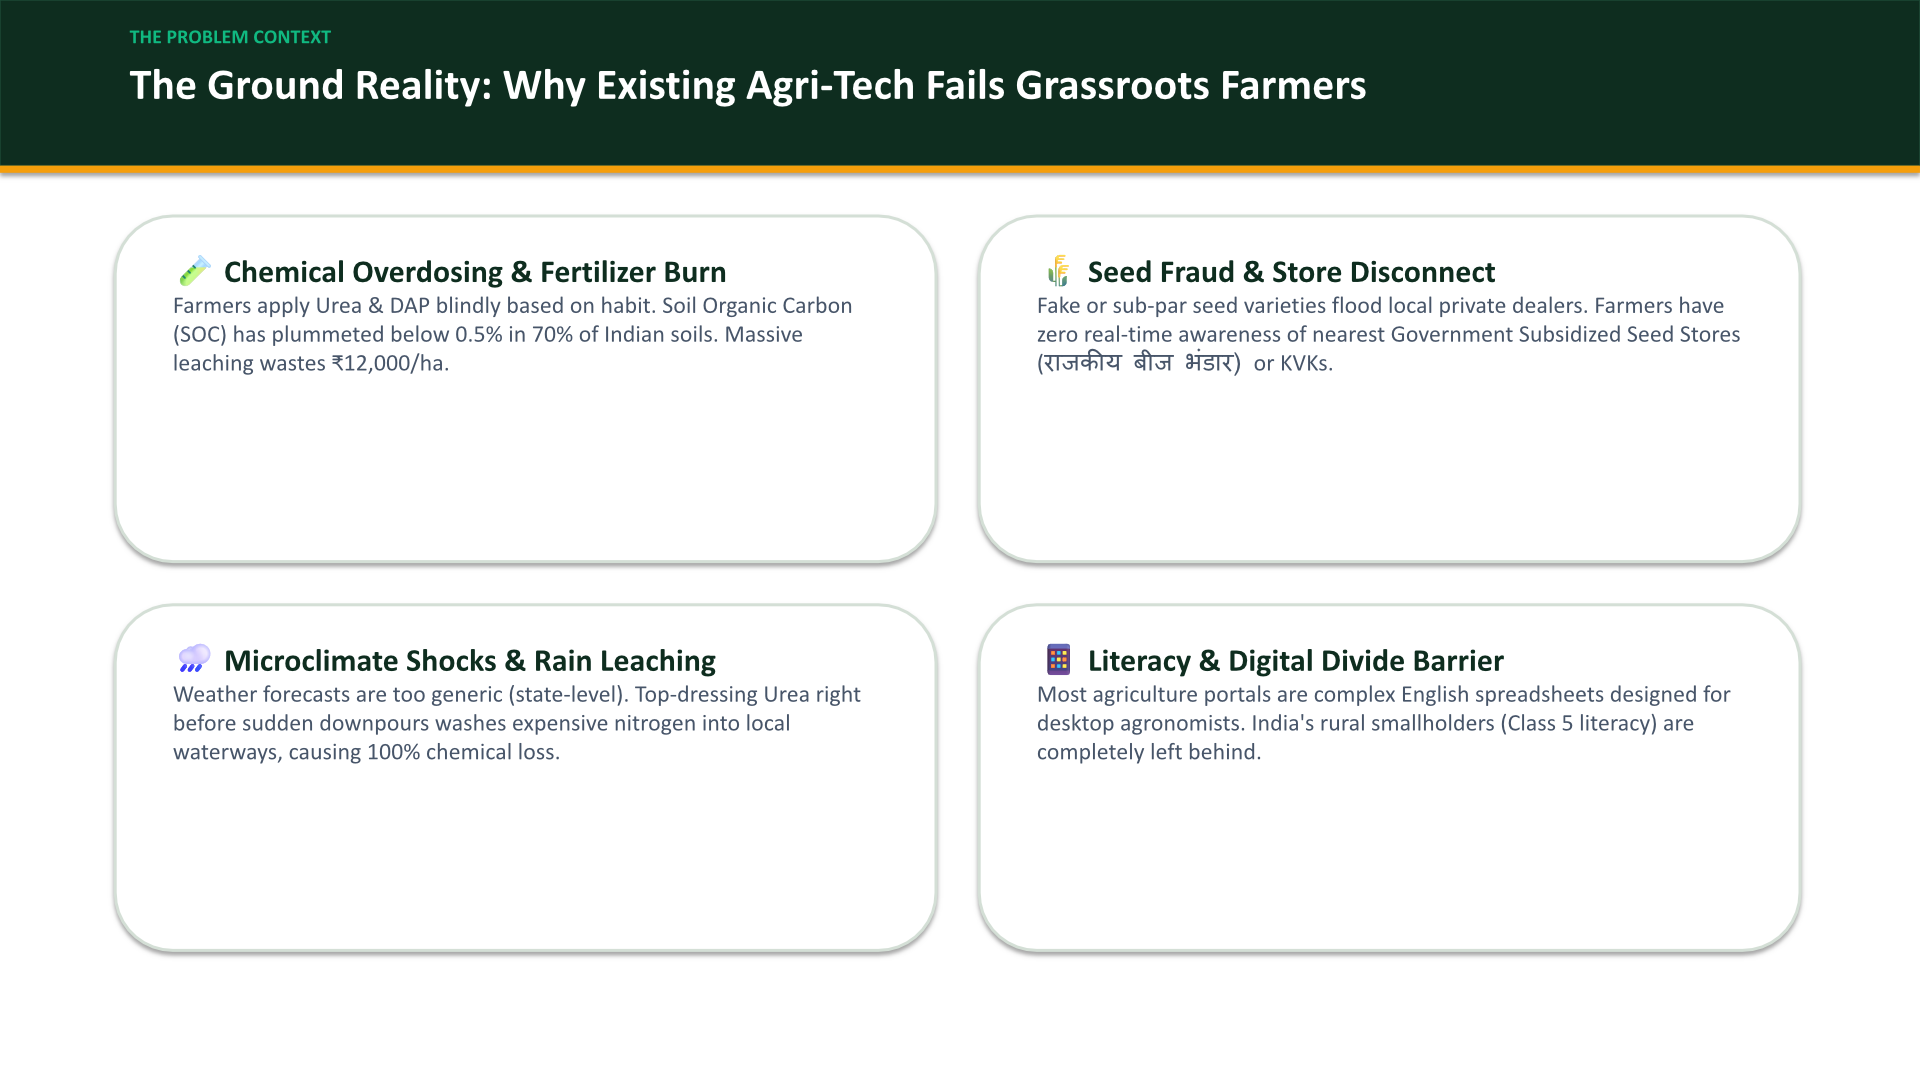 THE PROBLEM CONTEXT
The Ground Reality: Why Existing Agri-Tech Fails Grassroots Farmers
Chemical Overdosing & Fertilizer Burn
Farmers apply Urea & DAP blindly based on habit. Soil Organic Carbon
(SOC) has plummeted below 0.5% in 70% of Indian soils. Massive
leaching wastes ₹12,000/ha.
Seed Fraud & Store Disconnect
Fake or sub-par seed varieties flood local private dealers. Farmers have
zero real-time awareness of nearest Government Subsidized Seed Stores
(राजकीय बीज भंडार) or KVKs.
Microclimate Shocks & Rain Leaching
Weather forecasts are too generic (state-level). Top-dressing Urea right
before sudden downpours washes expensive nitrogen into local
waterways, causing 100% chemical loss.
Literacy & Digital Divide Barrier
Most agriculture portals are complex English spreadsheets designed for
desktop agronomists. India's rural smallholders (Class 5 literacy) are
completely left behind.